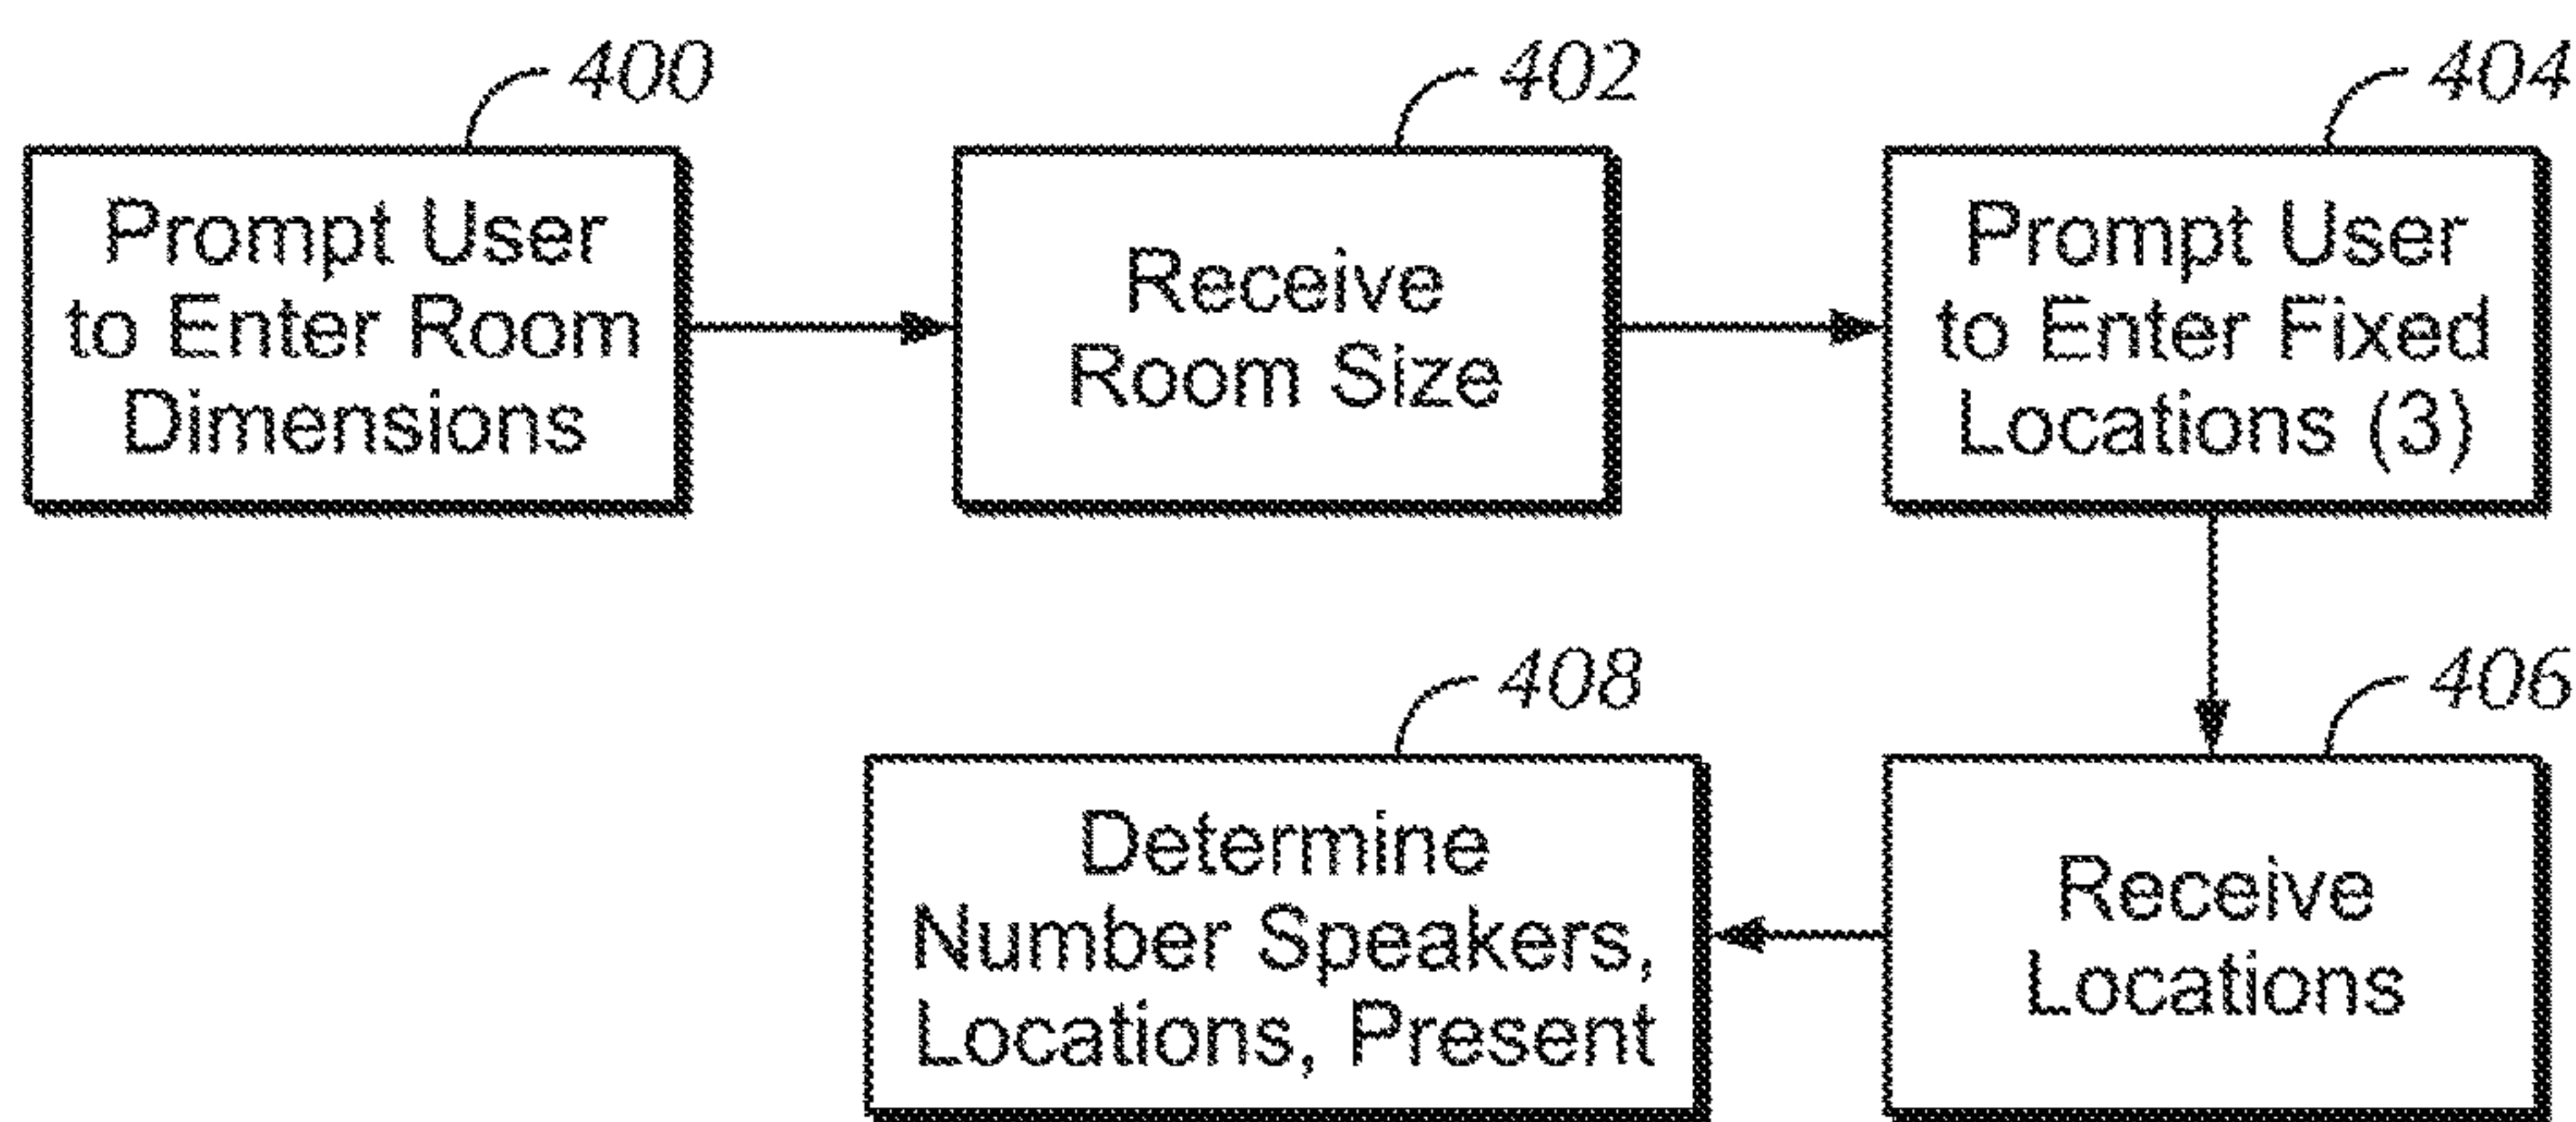 400
Prompt User
to Enter Room
Dimensions
402
Receive
Room Size
404
Prompt User
to Enter Fixed
Locations (3)
406
Receive
Locations
408
Determine
Number Speakers,
Locations, Present